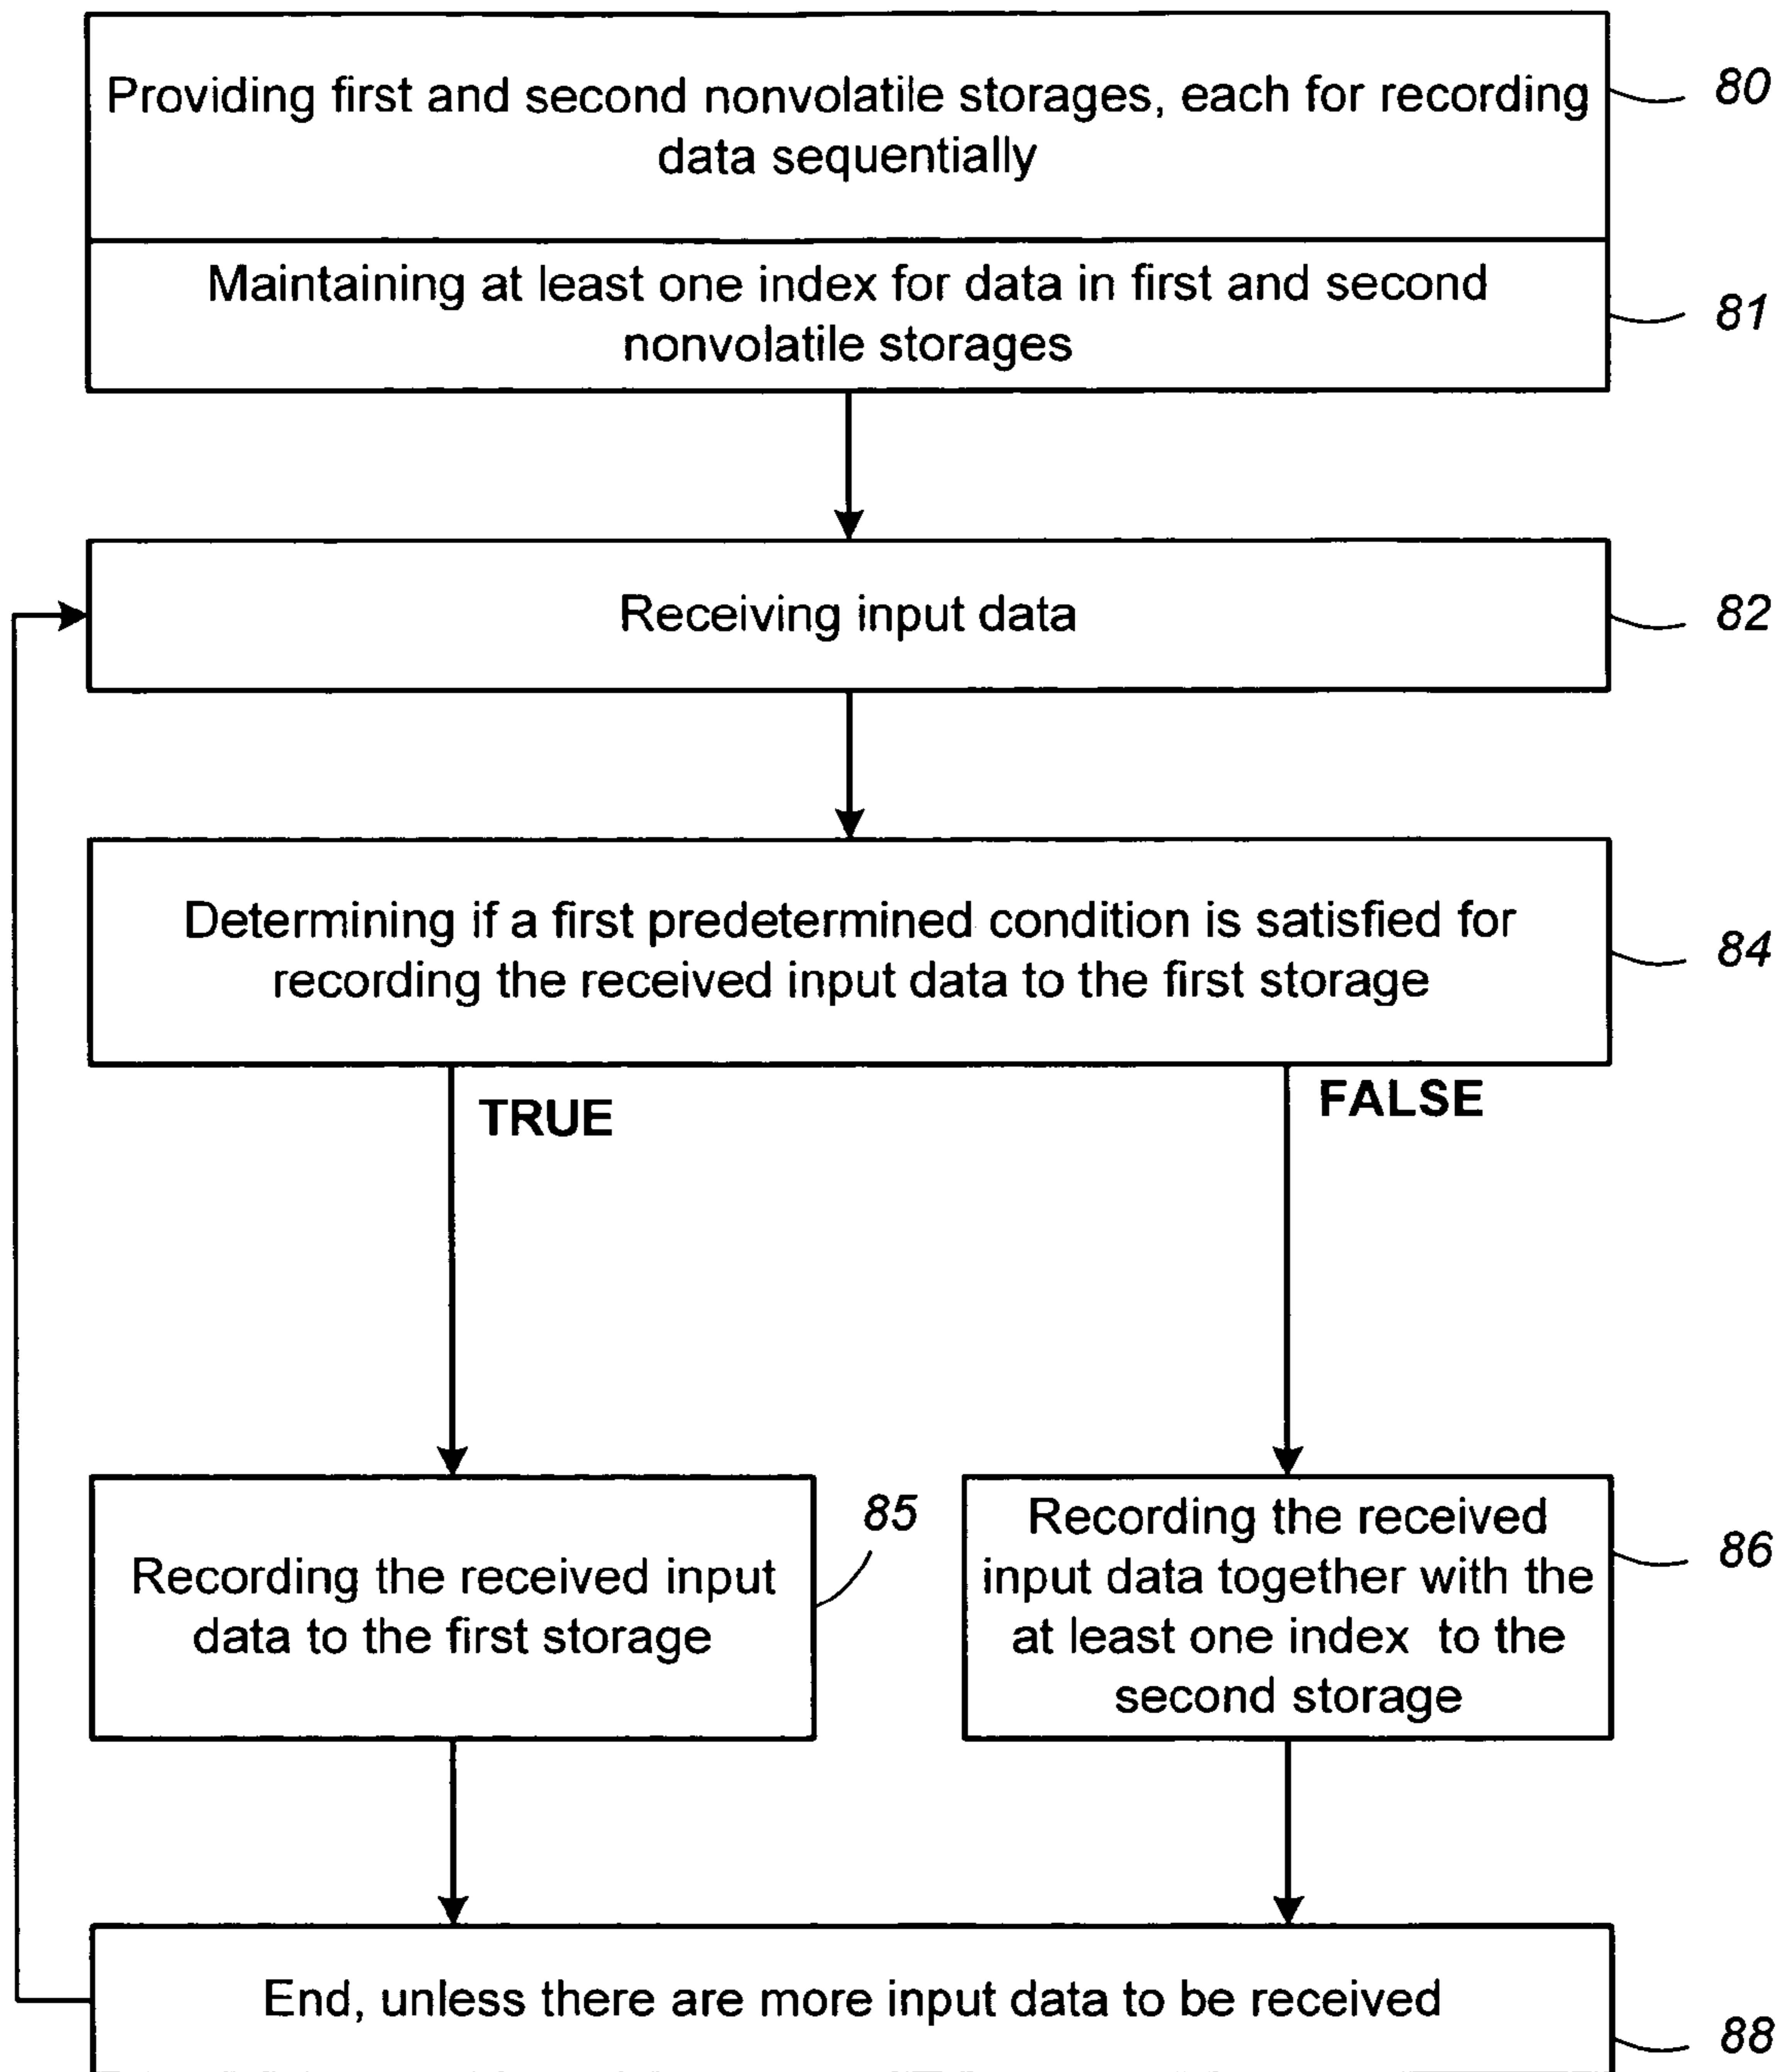 Providing first and second nonvolatile storages, each for recording
data sequentially
80
Maintaining at least one index for data in first and second
nonvolatile storages
81
Receiving input data
82
Determining if a first predetermined condition is satisfied for
recording the received input data to the first storage
84
TRUE
FALSE
Recording the received input
data to the first storage
85
Recording the received
input data together with the
at least one index to the
second storage
86
End, unless there are more input data to be received
88